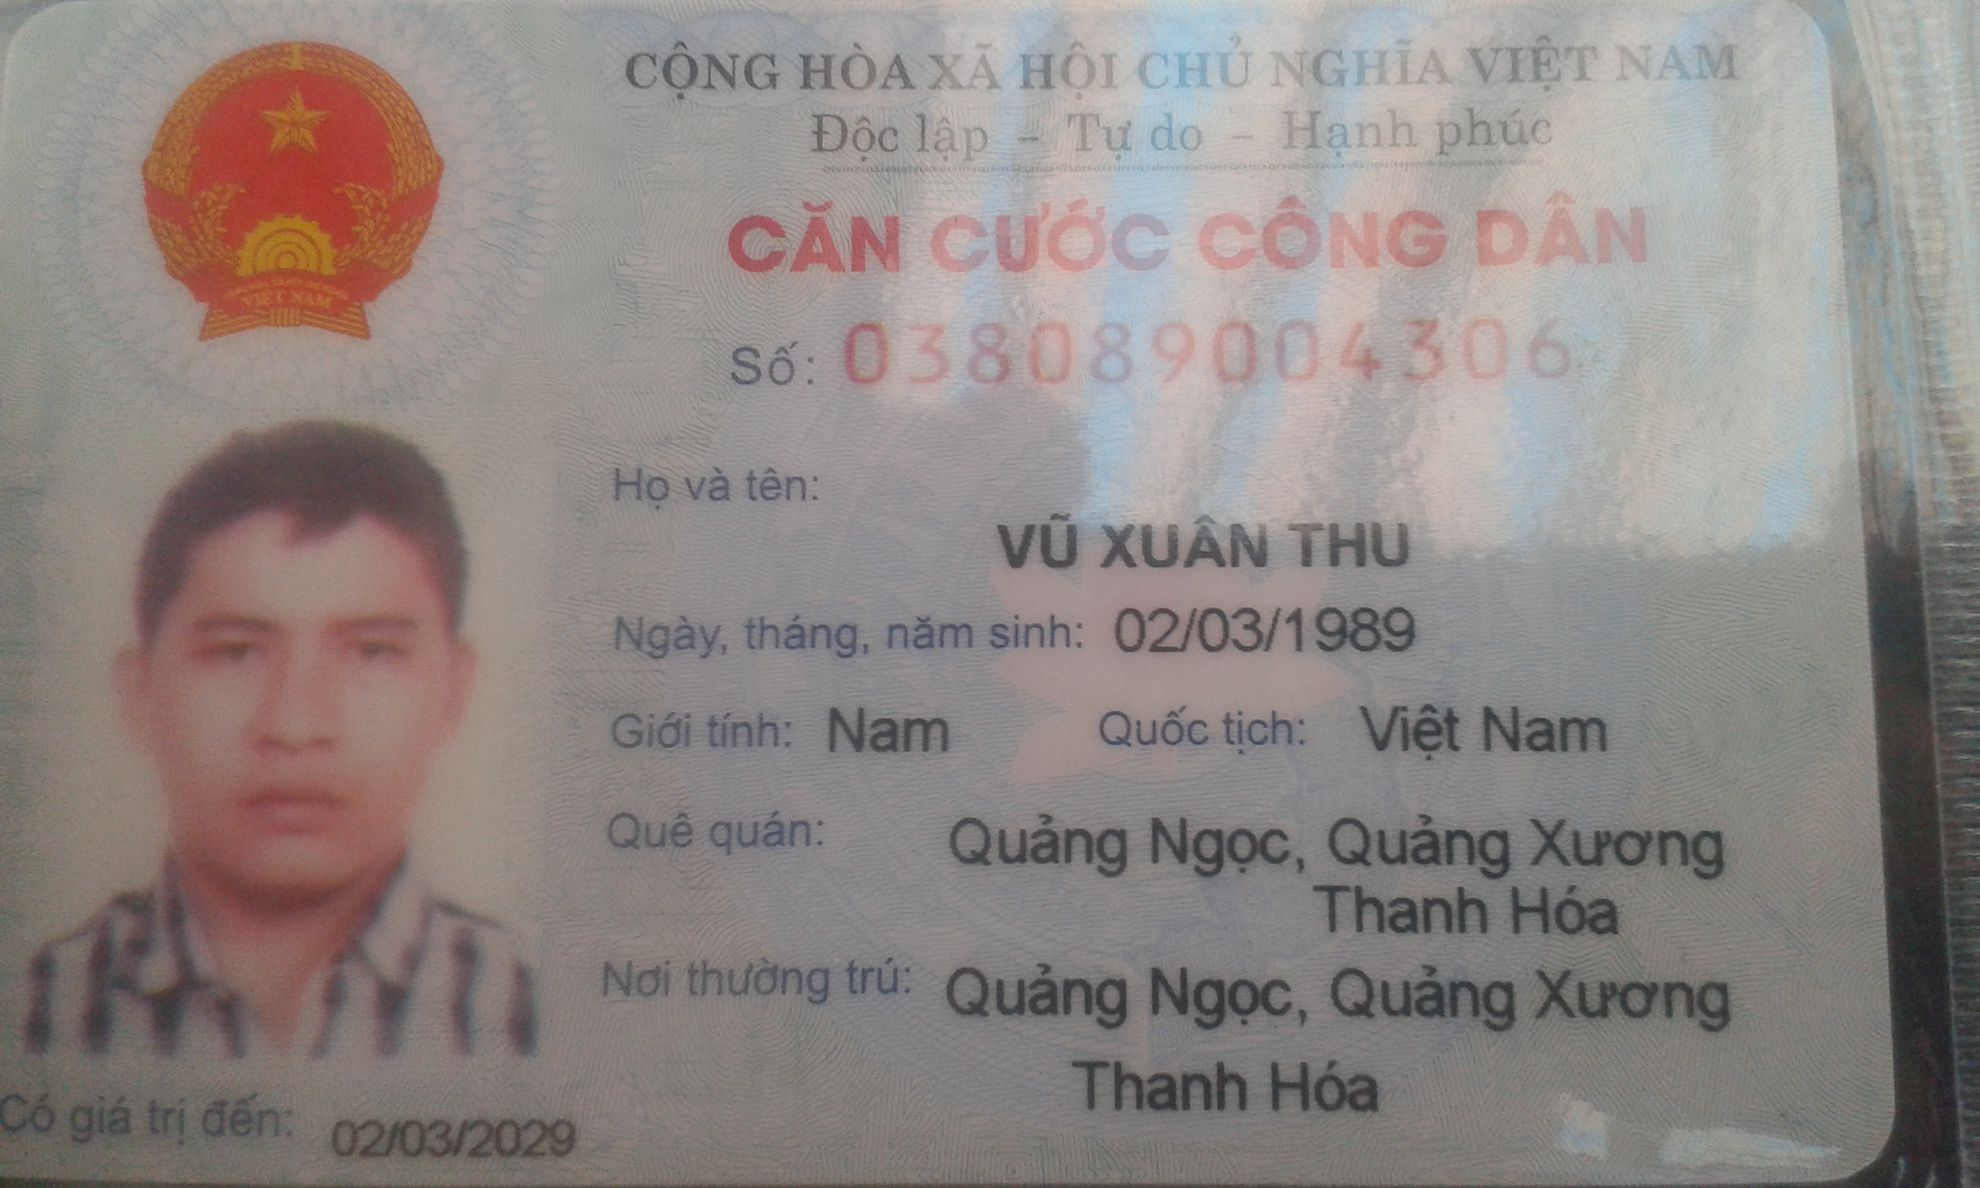 CỘNG HÒA XÃ HỘI CHỦ NGHĨA VIỆT NAM
Độc lập - Tự do - Hạnh phúc
CĂN CƯỚC CÔNG DÂN
Số: 038089004306
VIỆT NAM
Họ và tên:
VŨ XUÂN THU
Ngày, tháng, năm sinh: 02/03/1989
Giới tính: Nam Quốc tịch: Việt Nam
Quê quán: Quảng Ngọc, Quảng Xương
Thanh Hóa
Nơi thường trú: Quảng Ngọc, Quảng Xương
Thanh Hóa
Có giá trị đến: 02/03/2029